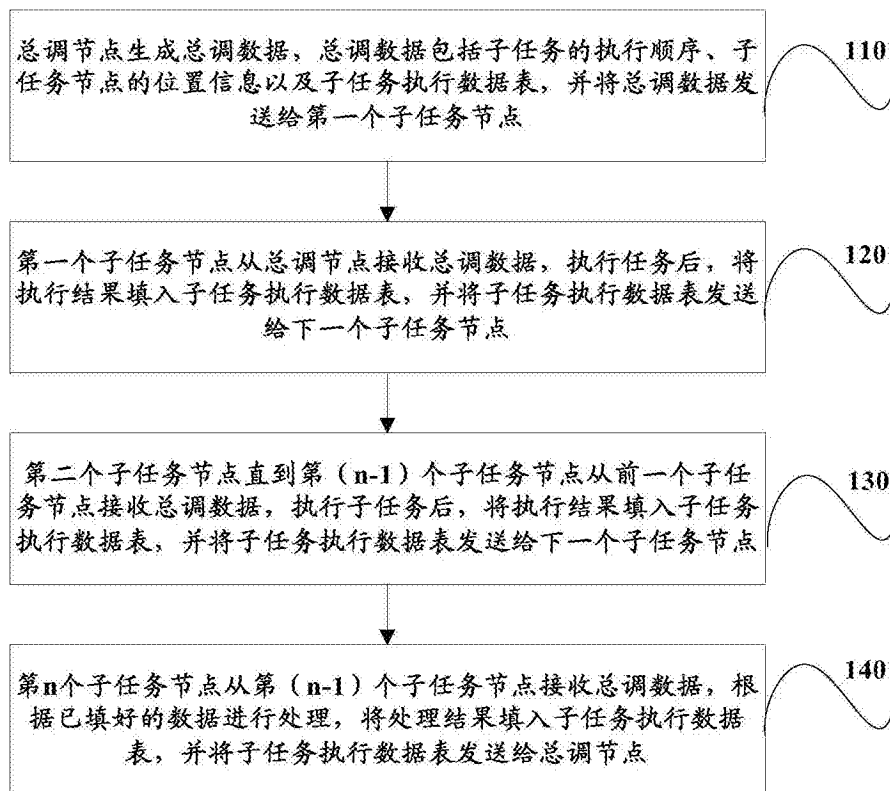 总调节点生成总调数据，总调数据包括子任务的执行顺序、子
任务节点的位置信息以及子任务执行数据表，并将总调数据发
送给第一个子任务节点
110
第一个子任务节点从总调节点接收总调数据，执行任务后，将
执行结果填入子任务执行数据表，并将子任务执行数据表发送
给下一个子任务节点
120
第二个子任务节点直到第（n-1）个子任务节点从前一个子任
务节点接收总调数据，执行子任务后，将执行结果填入子任务
执行数据表，并将子任务执行数据表发送给下一个子任务节点
130
第n个子任务节点从第（n-1）个子任务节点接收总调数据，根
据已填好的数据进行处理，将处理结果填入子任务执行数据
表，并将子任务执行数据表发送给总调节点
140